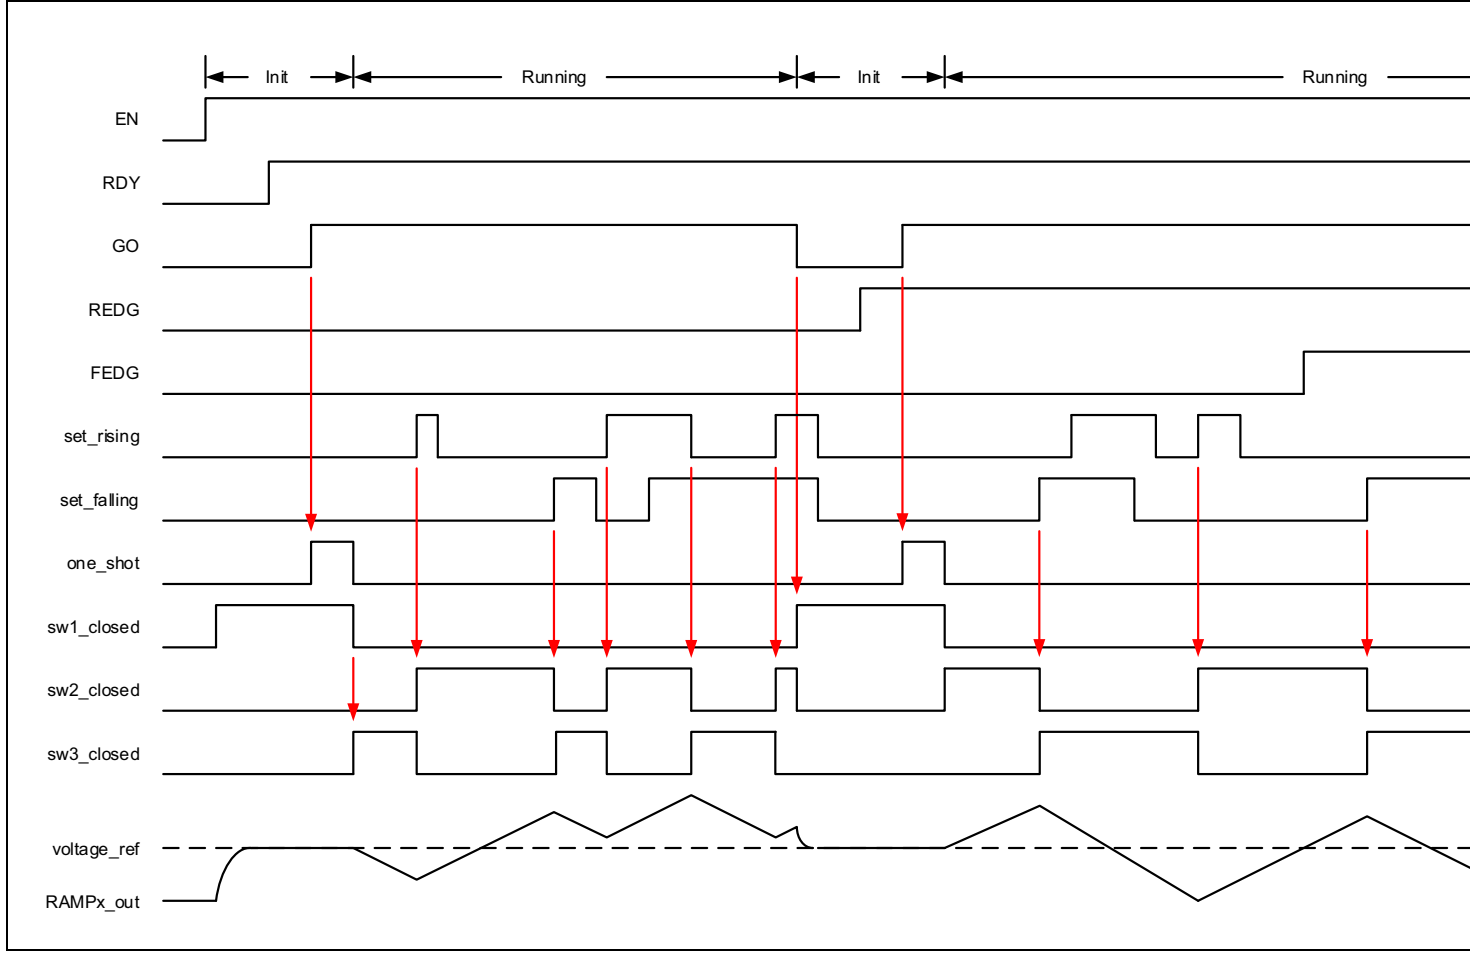 Init Running Init Running
EN
RDY
GO
REDG
FEDG
set_rising
set_falling
one_shot
sw1_closed
sw2_closed
sw3_closed
voltage_ref
RAMPx_out